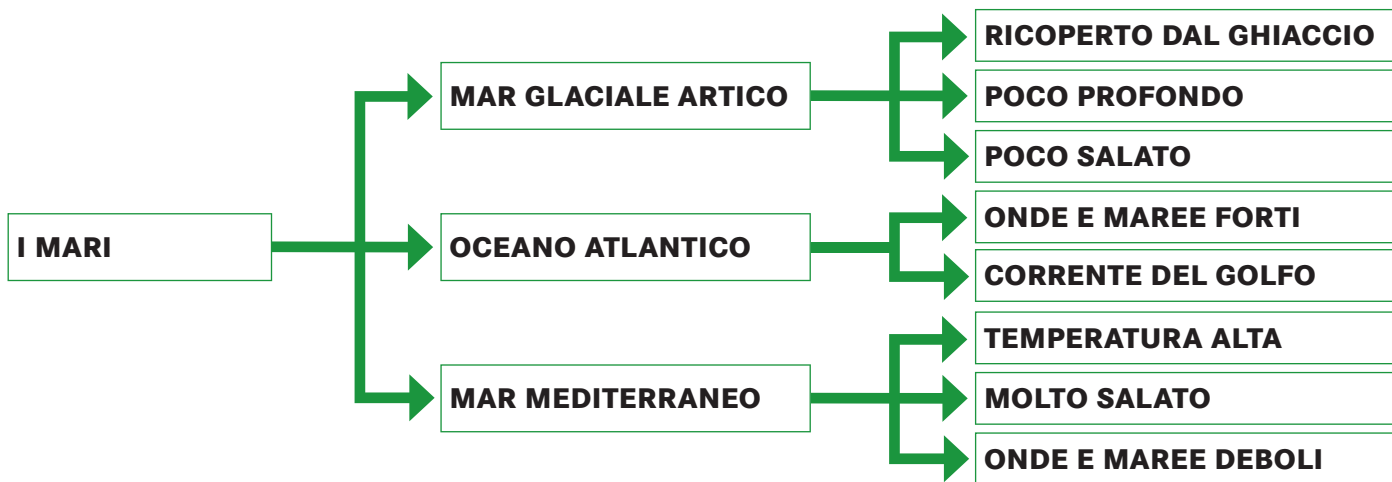 I MARI
MAR GLACIALE ARTICO
RICOPERTO DAL GHIACCIO
POCO PROFONDO
POCO SALATO
OCEANO ATLANTICO
ONDE E MAREE FORTI
CORRENTE DEL GOLFO
MAR MEDITERRANEO
TEMPERATURA ALTA
MOLTO SALATO
ONDE E MAREE DEBOLI